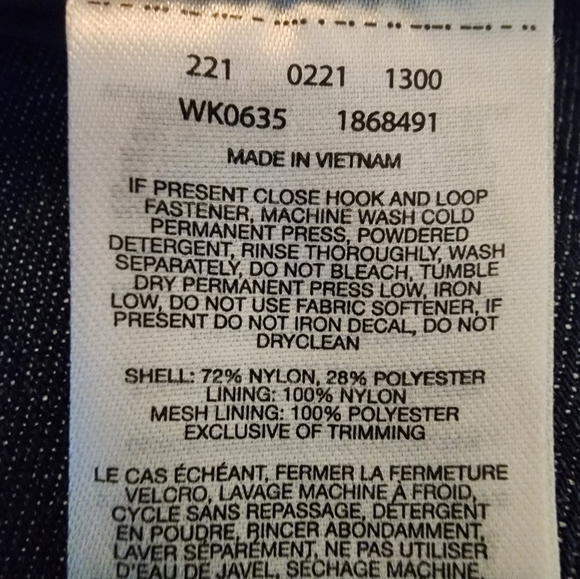 221 0221 1300
WK0635 1868491
MADE IN VIETNAM
IF PRESENT CLOSE HOOK AND LOOP
FASTENER, MACHINE WASH COLD
PERMANENT PRESS, POWDERED
DETERGENT, RINSE THOROUGHLY, WASH
SEPARATELY, DO NOT BLEACH, TUMBLE
DRY PERMANENT PRESS LOW, IRON
LOW, DO NOT USE FABRIC SOFTENER, IF
PRESENT DO NOT IRON DECAL, DO NOT
DRYCLEAN
SHELL: 72% NYLON, 28% POLYESTER
LINING: 100% NYLON
MESH LINING: 100% POLYESTER
EXCLUSIVE OF TRIMMING
LE CAS ÉCHÉANT, FERMER LA FERMETURE
VELCRO, LAVAGE MACHINE À FROID,
CYCLE SANS REPASSAGE, DÉTERGENT
EN POUDRE, RINCER ABONDAMMENT,
LAVER SÉPARÉMENT, NE PAS UTILISER
D'EAU DE JAVEL, SÉCHAGE MACHINE,